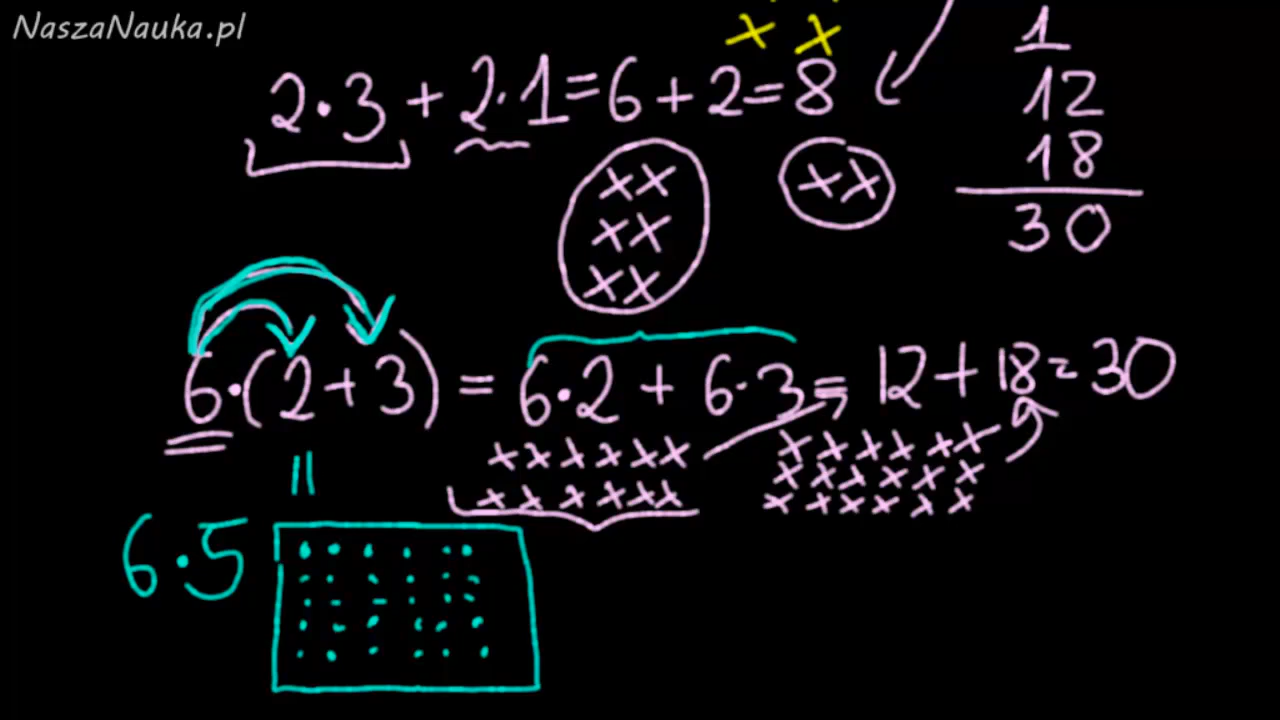 NaszaNauka.pl
2·3 + 2·1 = 6 + 2 = 8
1
12
18
30
6·(2+3) = 6·2 + 6·3 = 12 + 18 = 30
6·5